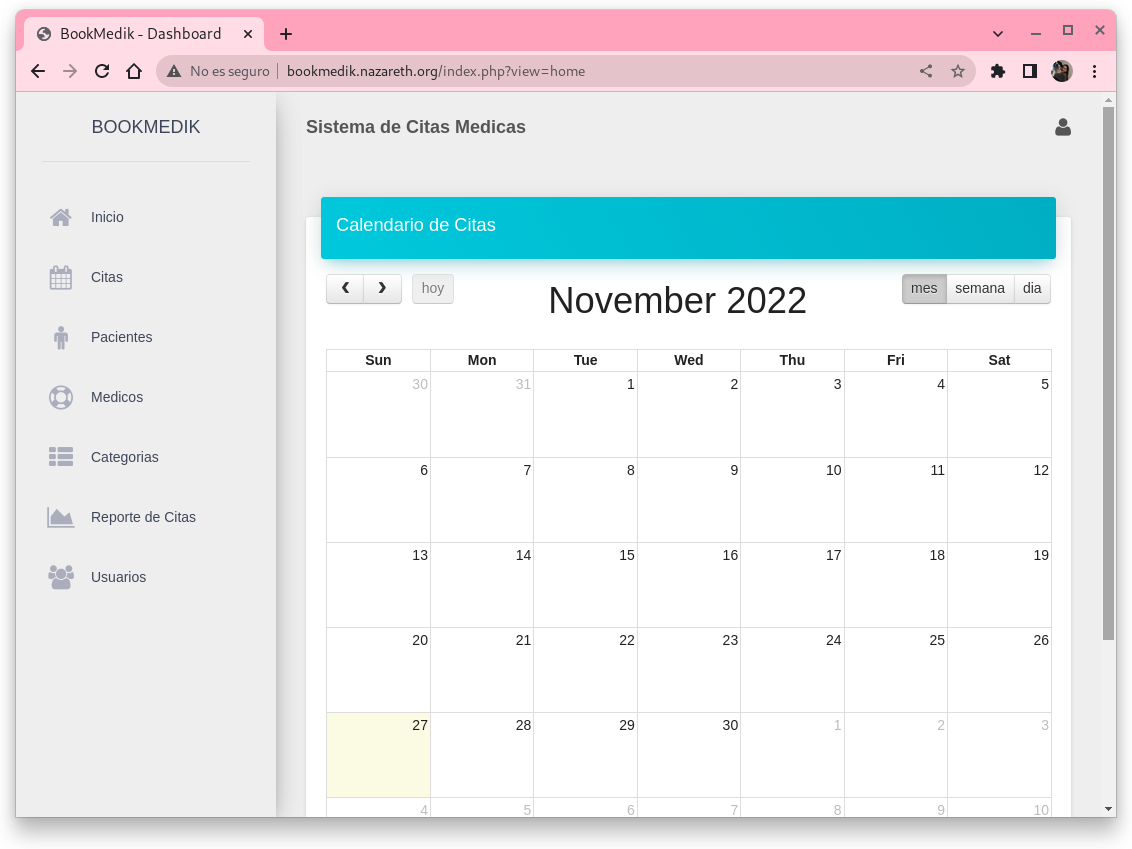 BookMedik - Dashboard
No es seguro bookmedik.nazareth.org/index.php?view=home
BOOKMEDIK
Inicio
Citas
Pacientes
Medicos
Categorias
Reporte de Citas
Usuarios
Sistema de Citas Medicas
Calendario de Citas
hoy November 2022 mes semana dia
Sun Mon Tue Wed Thu Fri Sat
30 31 1 2 3 4 5
6 7 8 9 10 11 12
13 14 15 16 17 18 19
20 21 22 23 24 25 26
27 28 29 30 1 2 3
4 5 6 7 8 9 10